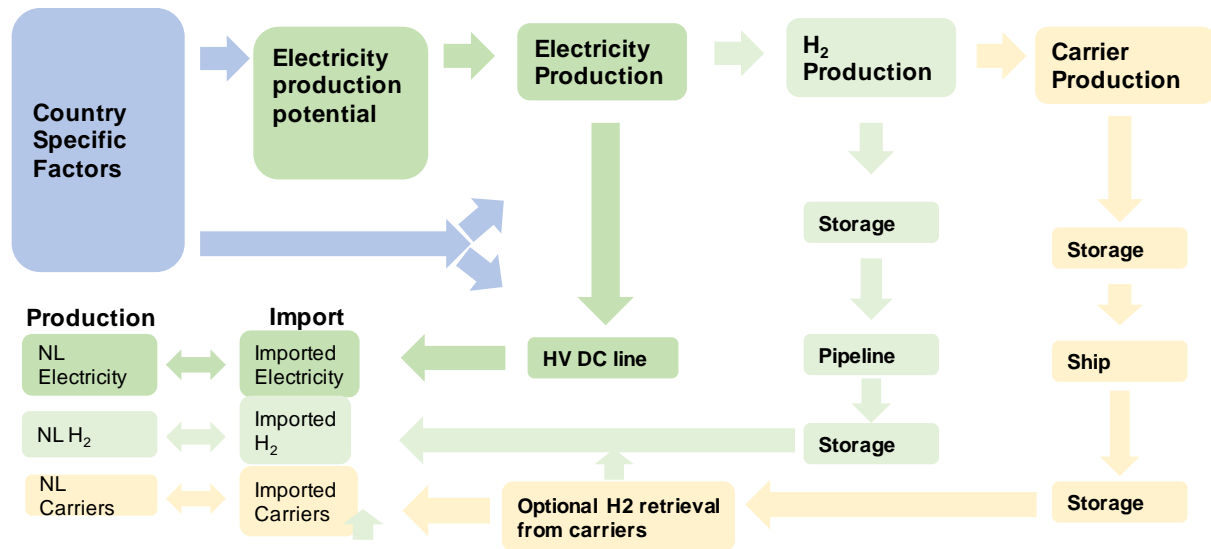 Country
Specific
Factors
Electricity
production
potential
Electricity
Production
H₂
Production
Carrier
Production
Storage
Storage
Production
Import
NL
Electricity
Imported
Electricity
HV DC line
Pipeline
Ship
NL H₂
Imported
H₂
Storage
NL
Carriers
Imported
Carriers
Optional H2 retrieval
from carriers
Storage